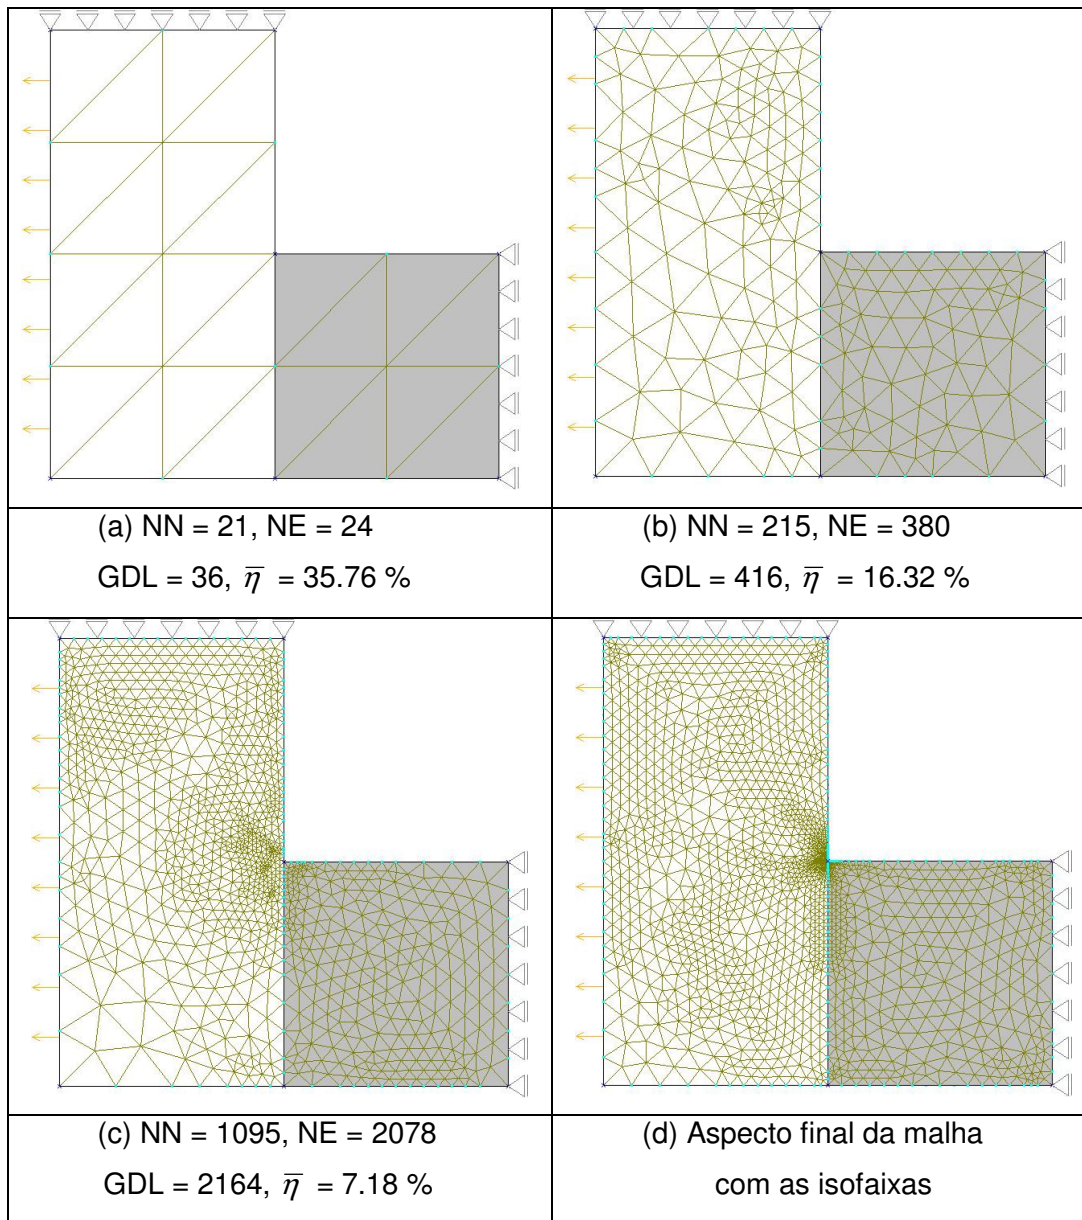 (a) NN = 21, NE = 24
GDL = 36, η̅ = 35.76 %
(b) NN = 215, NE = 380
GDL = 416, η̅ = 16.32 %
(c) NN = 1095, NE = 2078
GDL = 2164, η̅ = 7.18 %
(d) Aspecto final da malha
com as isofaixas